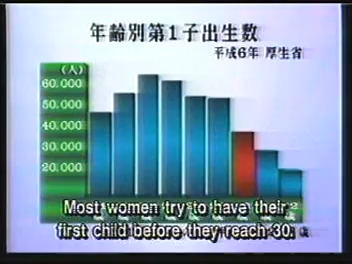 年齢別第1子出生数
平成6年 厚生省
(人)
60,000
50,000
40,000
30,000
20,000
Most women try to have their
first child before they reach 30.
歳